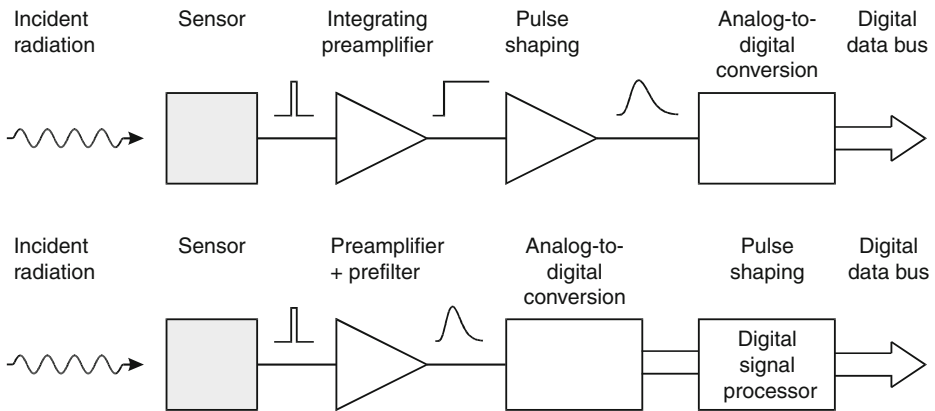 Incident
radiation
Sensor
Integrating
preamplifier
Pulse
shaping
Analog-to-
digital
conversion
Digital
data bus
Incident
radiation
Sensor
Preamplifier
+ prefilter
Analog-to-
digital
conversion
Pulse
shaping
Digital
data bus
Digital
signal
processor